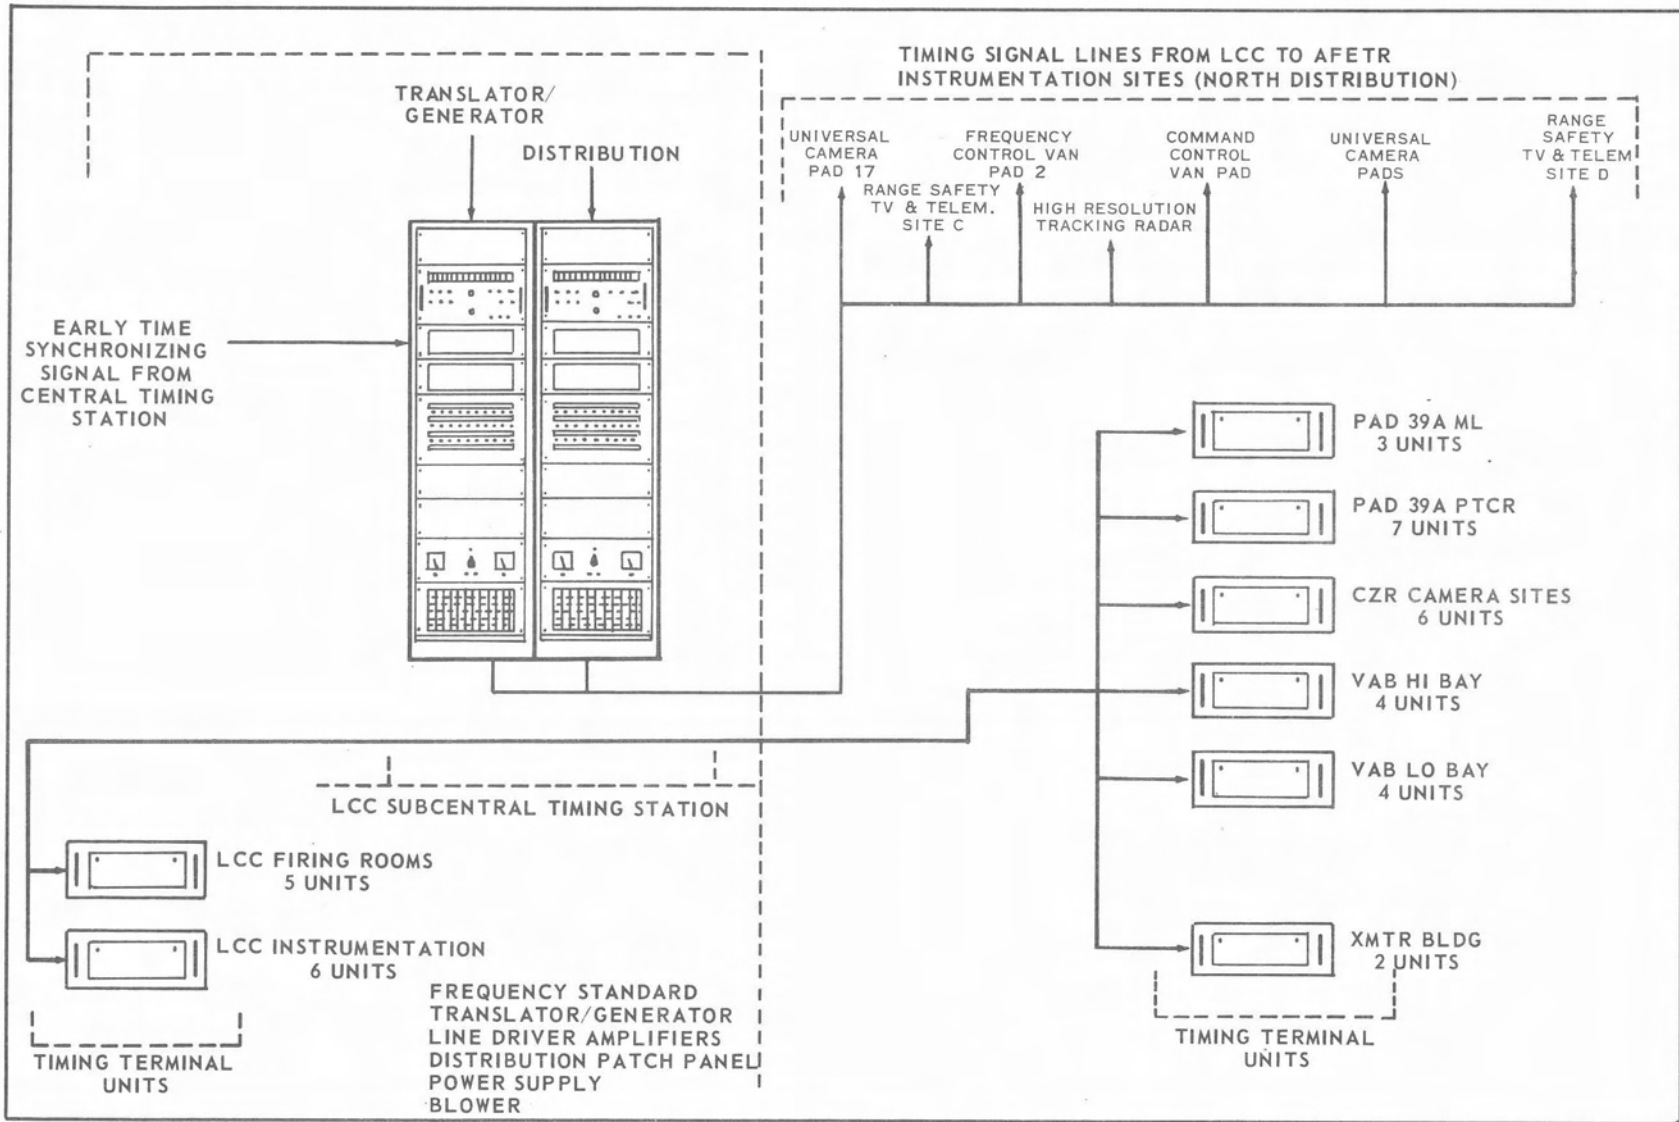 TIMING SIGNAL LINES FROM LCC TO AFETR
INSTRUMENTATION SITES (NORTH DISTRIBUTION)
TRANSLATOR/
GENERATOR
DISTRIBUTION
UNIVERSAL
CAMERA
PAD 17
RANGE SAFETY
TV & TELEM.
SITE C
FREQUENCY
CONTROL VAN
PAD 2
HIGH RESOLUTION
TRACKING RADAR
COMMAND
CONTROL
VAN PAD
UNIVERSAL
CAMERA
PADS
RANGE
SAFETY
TV & TELEM
SITE D
EARLY TIME
SYNCHRONIZING
SIGNAL FROM
CENTRAL TIMING
STATION
PAD 39A ML
3 UNITS
PAD 39A PTCR
7 UNITS
CZR CAMERA SITES
6 UNITS
VAB HI BAY
4 UNITS
VAB LO BAY
4 UNITS
XMTR BLDG
2 UNITS
TIMING TERMINAL
UNITS
LCC SUBCENTRAL TIMING STATION
LCC FIRING ROOMS
5 UNITS
LCC INSTRUMENTATION
6 UNITS
TIMING TERMINAL
UNITS
FREQUENCY STANDARD
TRANSLATOR/GENERATOR
LINE DRIVER AMPLIFIERS
DISTRIBUTION PATCH PANEL
POWER SUPPLY
BLOWER